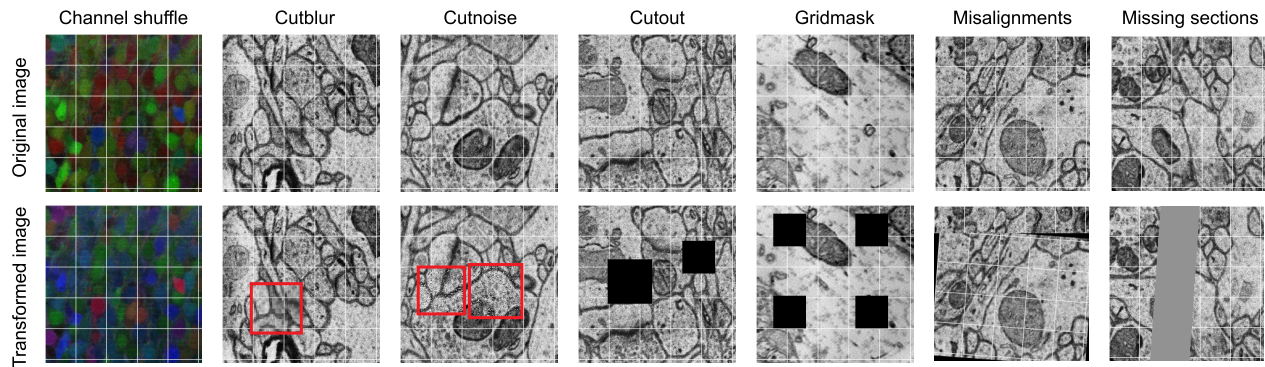 Channel shuffle
Cutblur
Cutnoise
Cutout
Gridmask
Misalignments
Missing sections
Original image
Transformed image